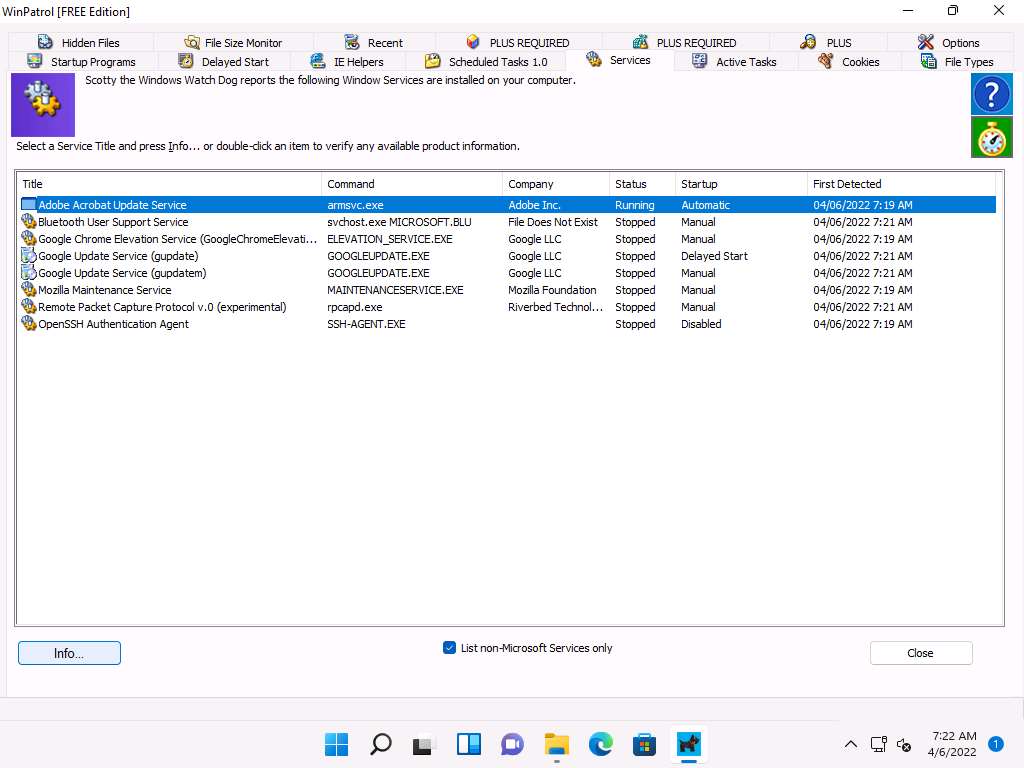 WinPatrol [FREE Edition]
Hidden Files File Size Monitor Recent PLUS REQUIRED PLUS REQUIRED PLUS Options
Startup Programs Delayed Start IE Helpers Scheduled Tasks 1.0 Services Active Tasks Cookies File Types
Scotty the Windows Watch Dog reports the following Window Services are installed on your computer.
?
Select a Service Title and press Info... or double-click an item to verify any available product information.
Title Command Company Status Startup First Detected
Adobe Acrobat Update Service armsvc.exe Adobe Inc. Running Automatic 04/06/2022 7:19 AM
Bluetooth User Support Service svchost.exe MICROSOFT.BLU File Does Not Exist Stopped Manual 04/06/2022 7:21 AM
Google Chrome Elevation Service (GoogleChromeElevati... ELEVATION_SERVICE.EXE Google LLC Stopped Manual 04/06/2022 7:19 AM
Google Update Service (gupdate) GOOGLEUPDATE.EXE Google LLC Stopped Delayed Start 04/06/2022 7:21 AM
Google Update Service (gupdatem) GOOGLEUPDATE.EXE Google LLC Stopped Manual 04/06/2022 7:21 AM
Mozilla Maintenance Service MAINTENANCESERVICE.EXE Mozilla Foundation Stopped Manual 04/06/2022 7:19 AM
Remote Packet Capture Protocol v.0 (experimental) rpcapd.exe Riverbed Technol... Stopped Manual 04/06/2022 7:19 AM
OpenSSH Authentication Agent SSH-AGENT.EXE Stopped Disabled 04/06/2022 7:19 AM
Info... List non-Microsoft Services only Close
7:22 AM
4/6/2022
1